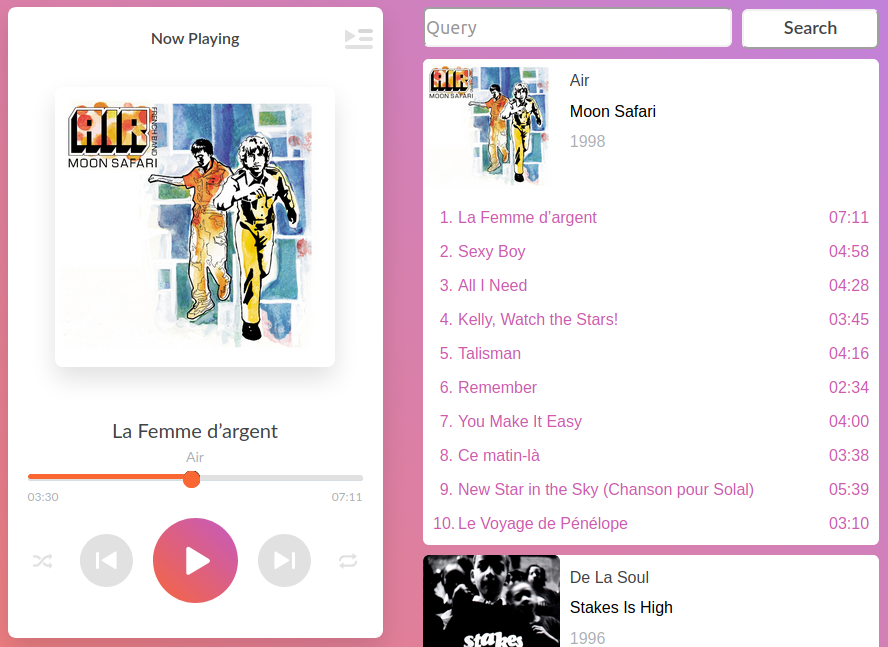 Now Playing
AIR
FRENCH BAND
MOON SAFARI
La Femme d’argent
Air
03:30
07:11
Query
Search
AIR
MOON SAFARI
Air
Moon Safari
1998
1. La Femme d’argent 07:11
2. Sexy Boy 04:58
3. All I Need 04:28
4. Kelly, Watch the Stars! 03:45
5. Talisman 04:16
6. Remember 02:34
7. You Make It Easy 04:00
8. Ce matin-là 03:38
9. New Star in the Sky (Chanson pour Solal) 05:39
10. Le Voyage de Pénélope 03:10
stakes
De La Soul
Stakes Is High
1996